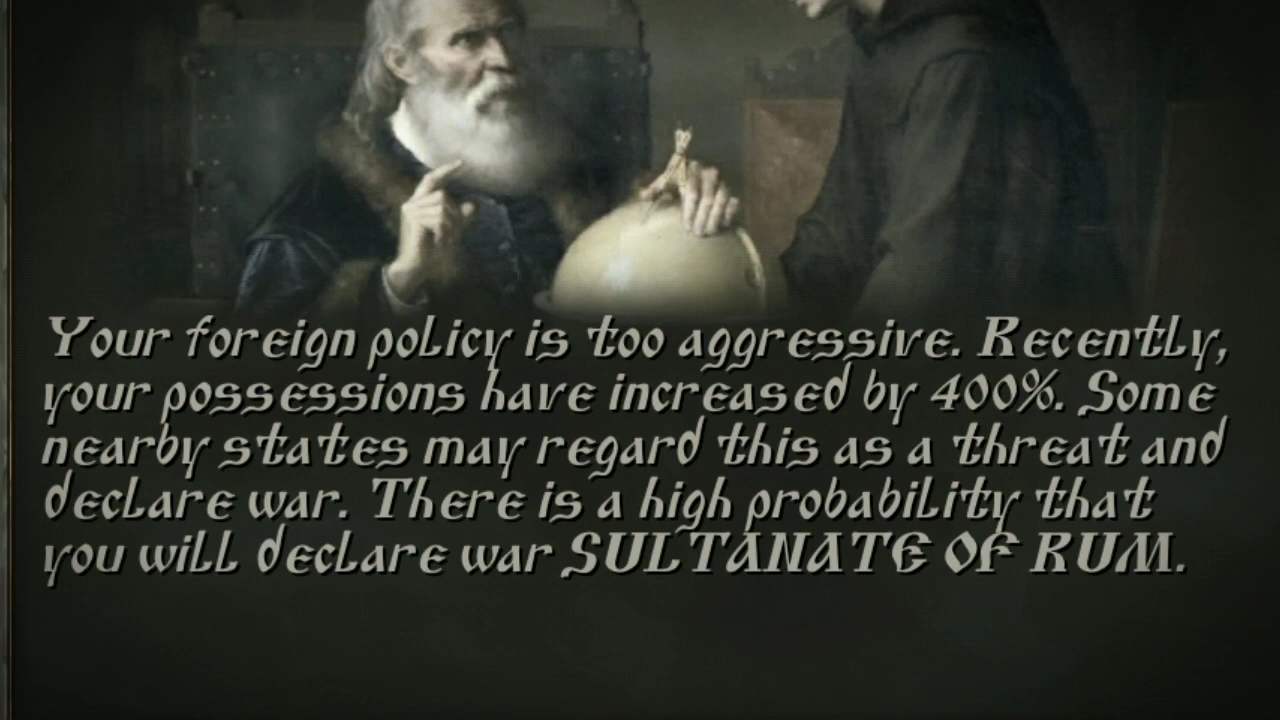 Your foreign policy is too aggressive. Recently,
your possessions have increased by 400%. Some
nearby states may regard this as a threat and
declare war. There is a high probability that
you will declare war SULTANATE OF RUM.